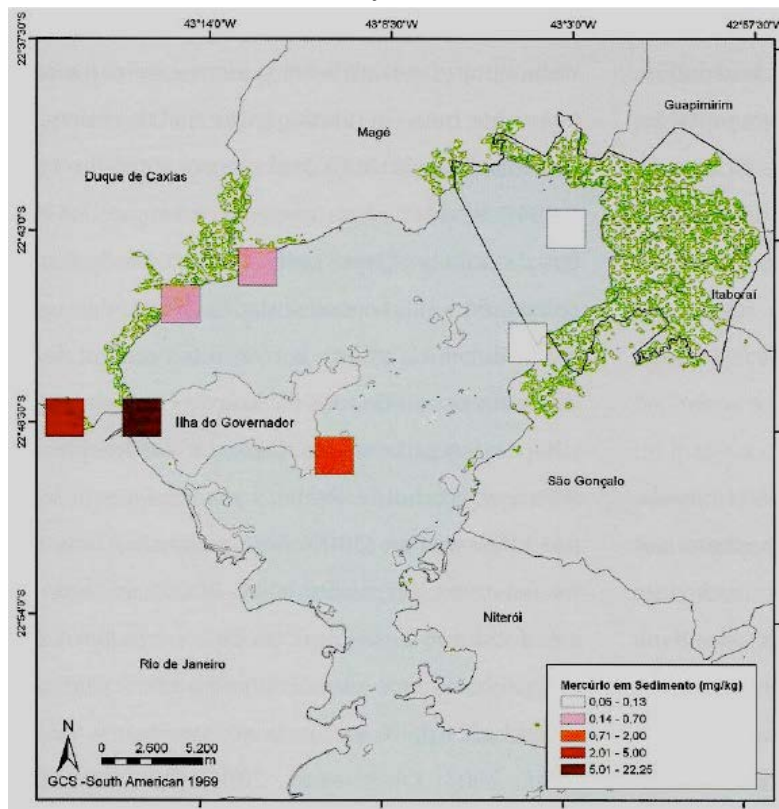 43°14'0"W 43°8'30"W 43°3'0"W 42°57'30"W
22°37'30"S
Guapimirim
Magé
Duque de Caxias
22°43'0"S
Itaboraí
Ilha do Governador
22°48'30"S
São Gonçalo
22°54'0"S
Niterói
Rio de Janeiro
Mercúrio em Sedimento (mg/kg)
0,05 - 0,13
0,14 - 0,70
0,71 - 2,00
2,01 - 5,00
5,01 - 22,25
N
0 2.600 5.200
m
GCS -South American 1969